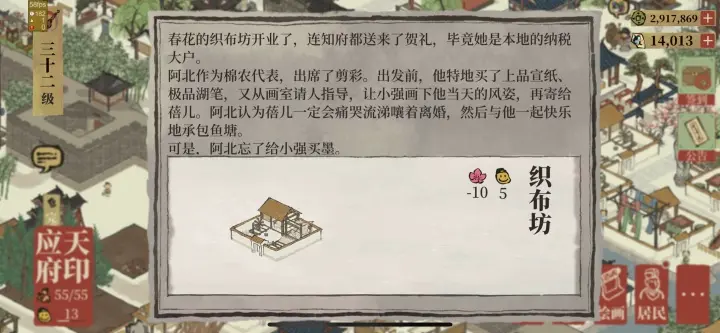 58fps
182
三十二级
春花的织布坊开业了，连知府都送来了贺礼，毕竟她是本地的纳税
大户。
阿北作为棉农代表，出席了剪彩。出发前，他特地买了上品宣纸、
极品湖笔，又从画室请人指导，让小强画下他当天的风姿，再寄给
蓓儿。阿北认为蓓儿一定会痛哭流涕嚷着离婚，然后与他一起快乐
地承包鱼塘。
可是，阿北忘了给小强买墨。
织布坊
-10
5
2,917,869
14,013
公告
应天府印
55/55
13
绘画
居民